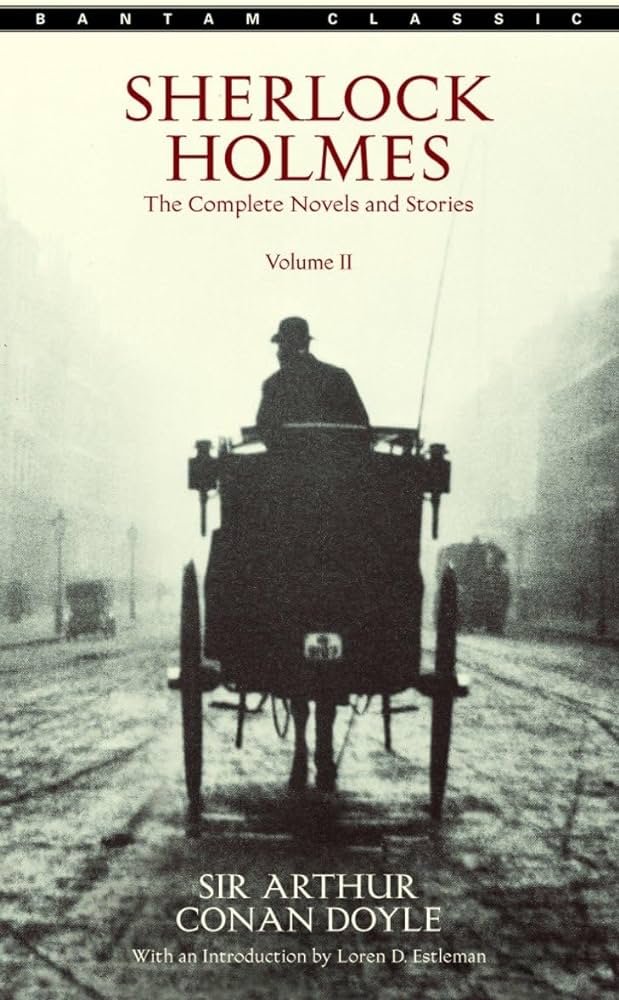 BANTAM CLASSIC
SHERLOCK
HOLMES
The Complete Novels and Stories
Volume II
SIR ARTHUR
CONAN DOYLE
With an Introduction by Loren D. Estleman